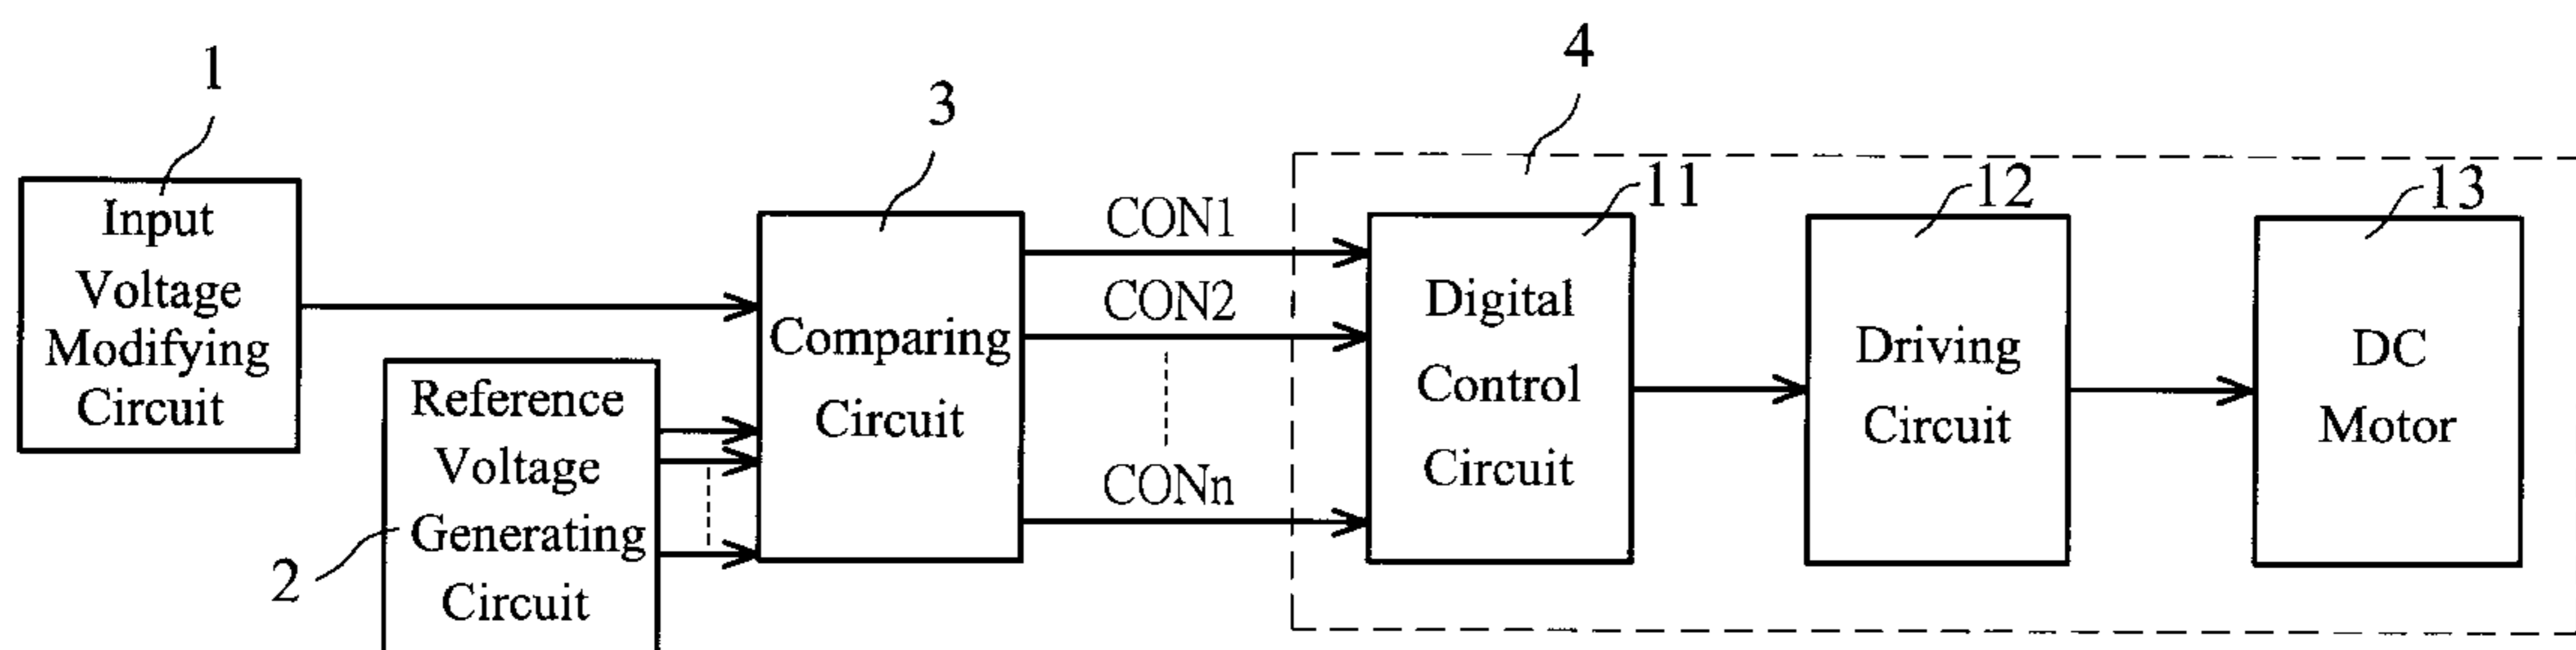 1
Input
Voltage
Modifying
Circuit
2
Reference
Voltage
Generating
Circuit
3
Comparing
Circuit
CON1
CON2
CONn
4
11
Digital
Control
Circuit
12
Driving
Circuit
13
DC
Motor